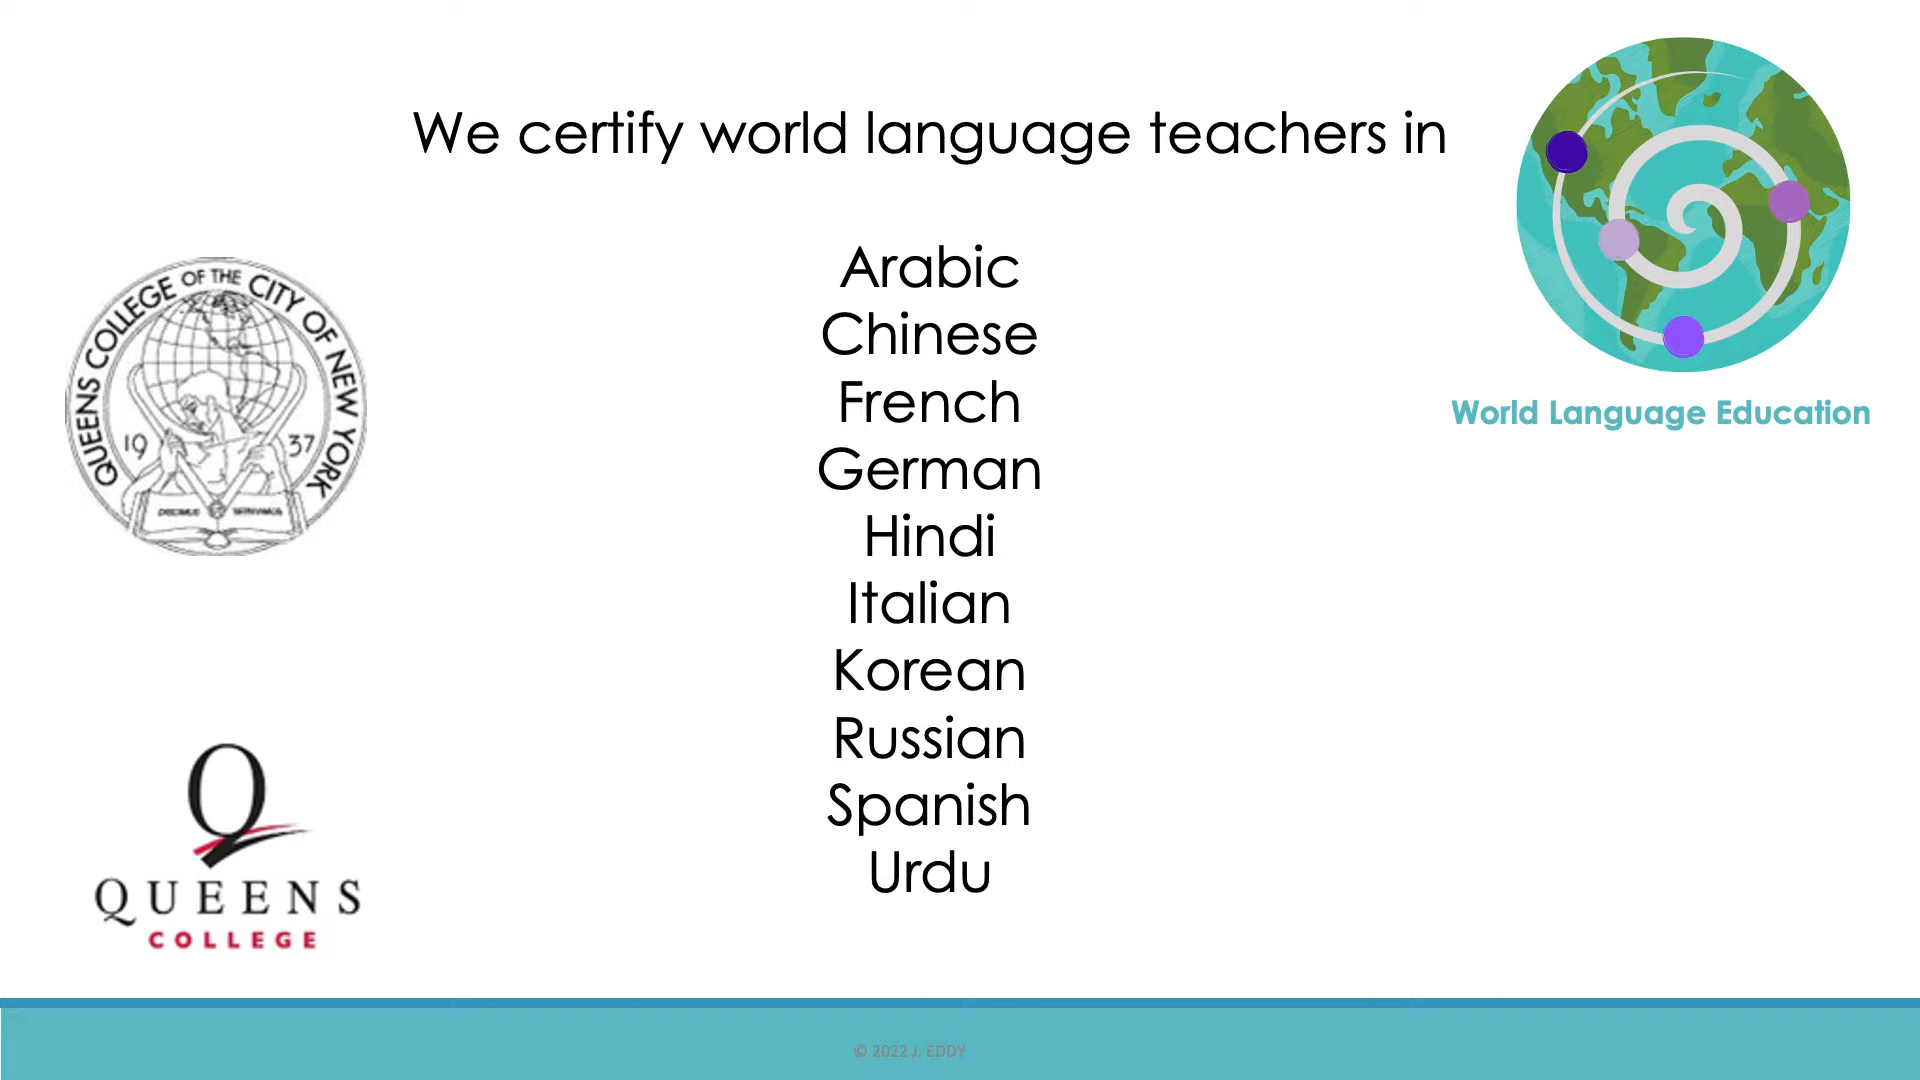 We certify world language teachers in
Arabic
Chinese
French
German
Hindi
Italian
Korean
Russian
Spanish
Urdu
QUEENS COLLEGE OF THE CITY OF NEW YORK
19 37
QUEENS
COLLEGE
World Language Education
© 2022 J. EDDY